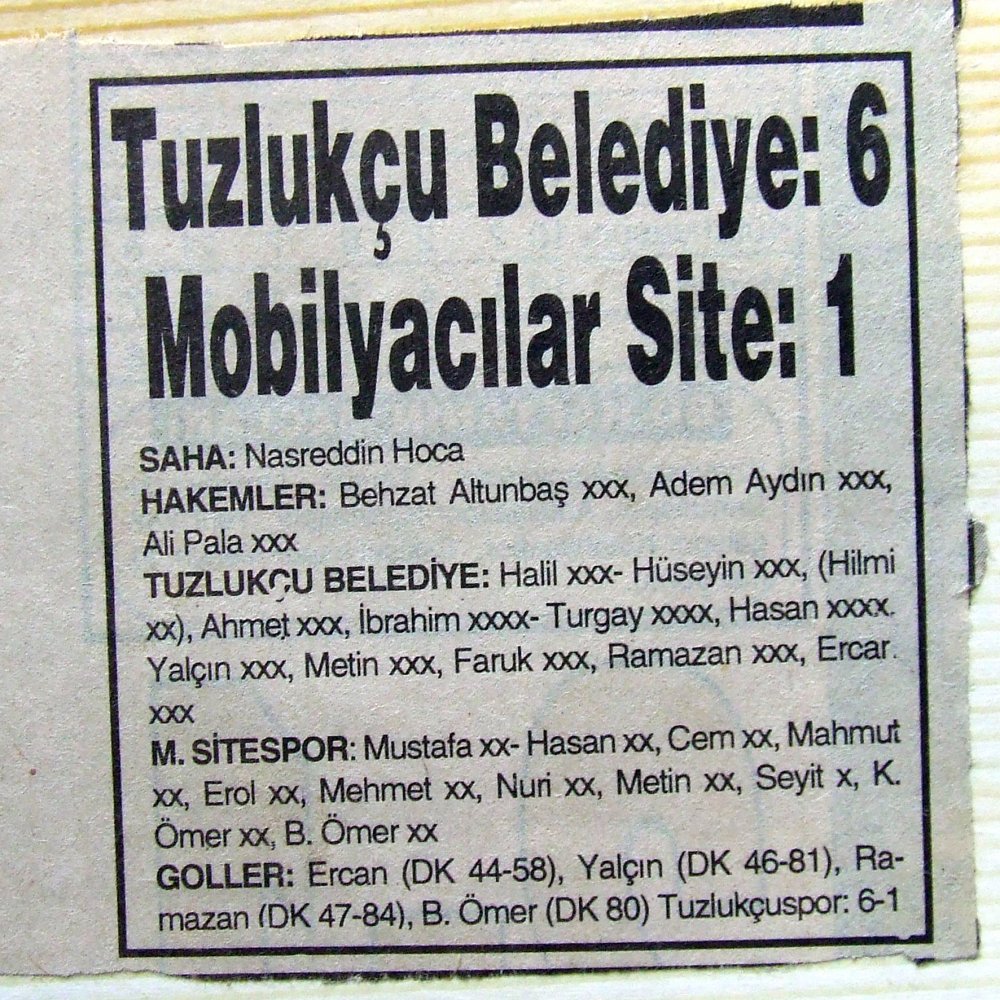 Tuzlukçu Belediye: 6
Mobilyacılar Site: 1
SAHA: Nasreddin Hoca
HAKEMLER: Behzat Altunbaş xxx, Adem Aydın xxx,
Ali Pala xxx
TUZLUKÇU BELEDİYE: Halil xxx- Hüseyin xxx, (Hilmi
xx), Ahmet xxx, İbrahim xxxx- Turgay xxxx, Hasan xxxx.
Yalçın xxx, Metin xxx, Faruk xxx, Ramazan xxx, Ercar.
xxx
M. SİTESPOR: Mustafa xx- Hasan xx, Cem xx, Mahmut
xx, Erol xx, Mehmet xx, Nuri xx, Metin xx, Seyit x, K.
Ömer xx, B. Ömer xx
GOLLER: Ercan (DK 44-58), Yalçın (DK 46-81), Ra-
mazan (DK 47-84), B. Ömer (DK 80) Tuzlukçuspor: 6-1